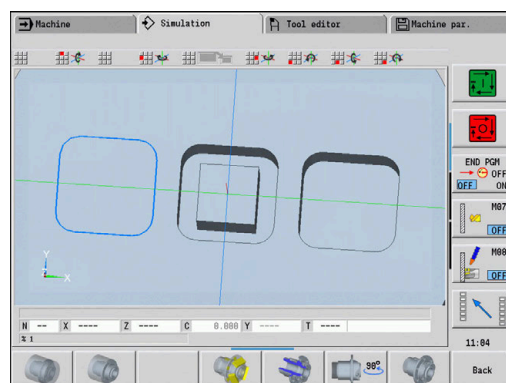 Machine
Simulation
Tool editor
Machine par.
END PGM
OFF
OFF ON
M07
OFF
M00
OFF
Y
X
N -- X ---- Z ---- C 0.000 Y ---- T ----
% 1
11:04
90°
Back